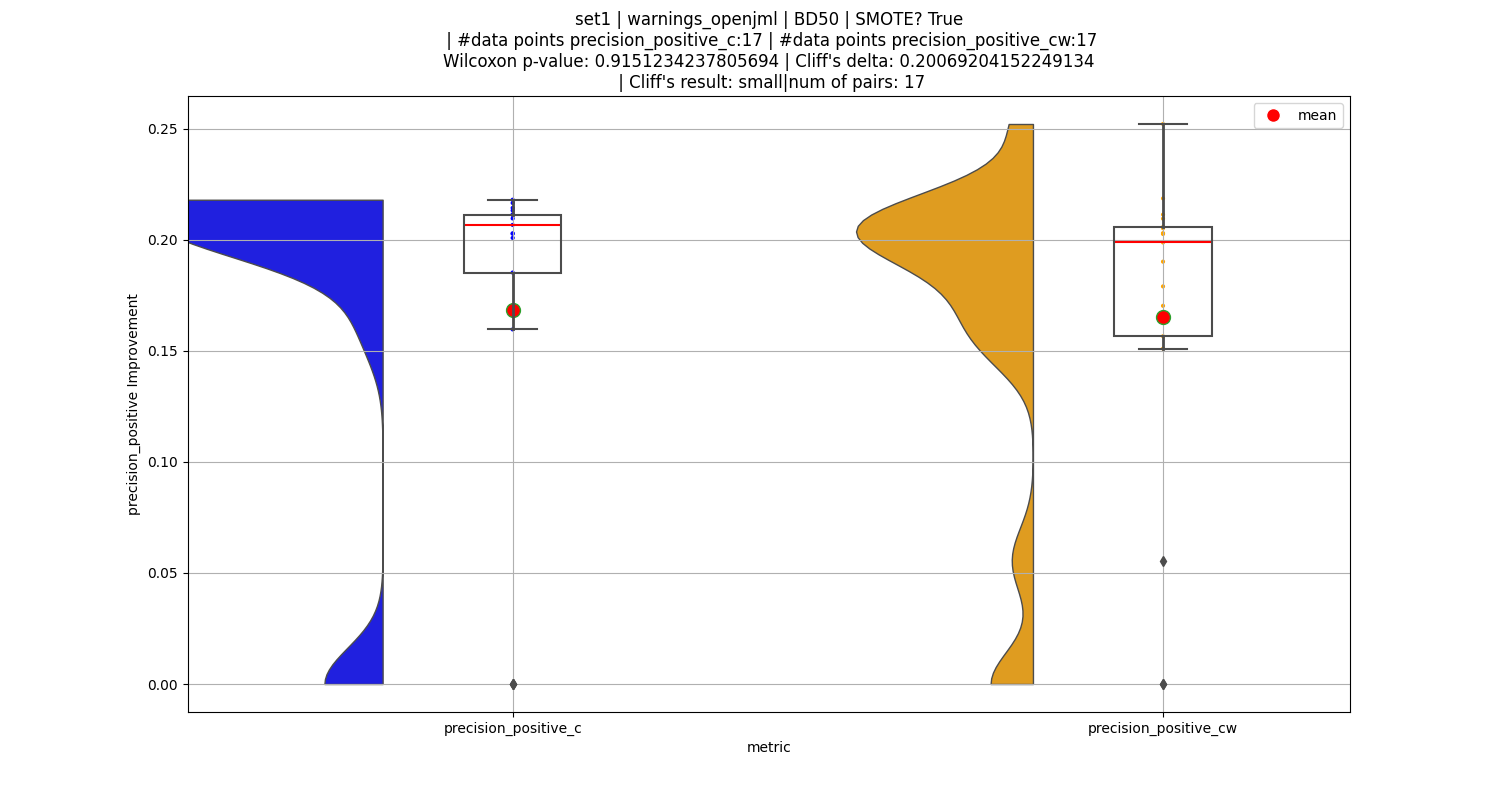 set1 | warnings_openjml | BD50 | SMOTE? True
| #data points precision_positive_c:17 | #data points precision_positive_cw:17
Wilcoxon p-value: 0.9151234237805694 | Cliff's delta: 0.20069204152249134
| Cliff's result: small|num of pairs: 17
mean
precision_positive Improvement
0.25
0.20
0.15
0.10
0.05
0.00
precision_positive_c
precision_positive_cw
metric